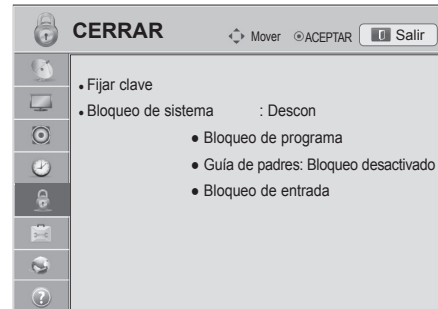 CERRAR
Mover ACEPTAR Salir
• Fijar clave
• Bloqueo de sistema : Descon
● Bloqueo de programa
● Guía de padres: Bloqueo desactivado
● Bloqueo de entrada
?